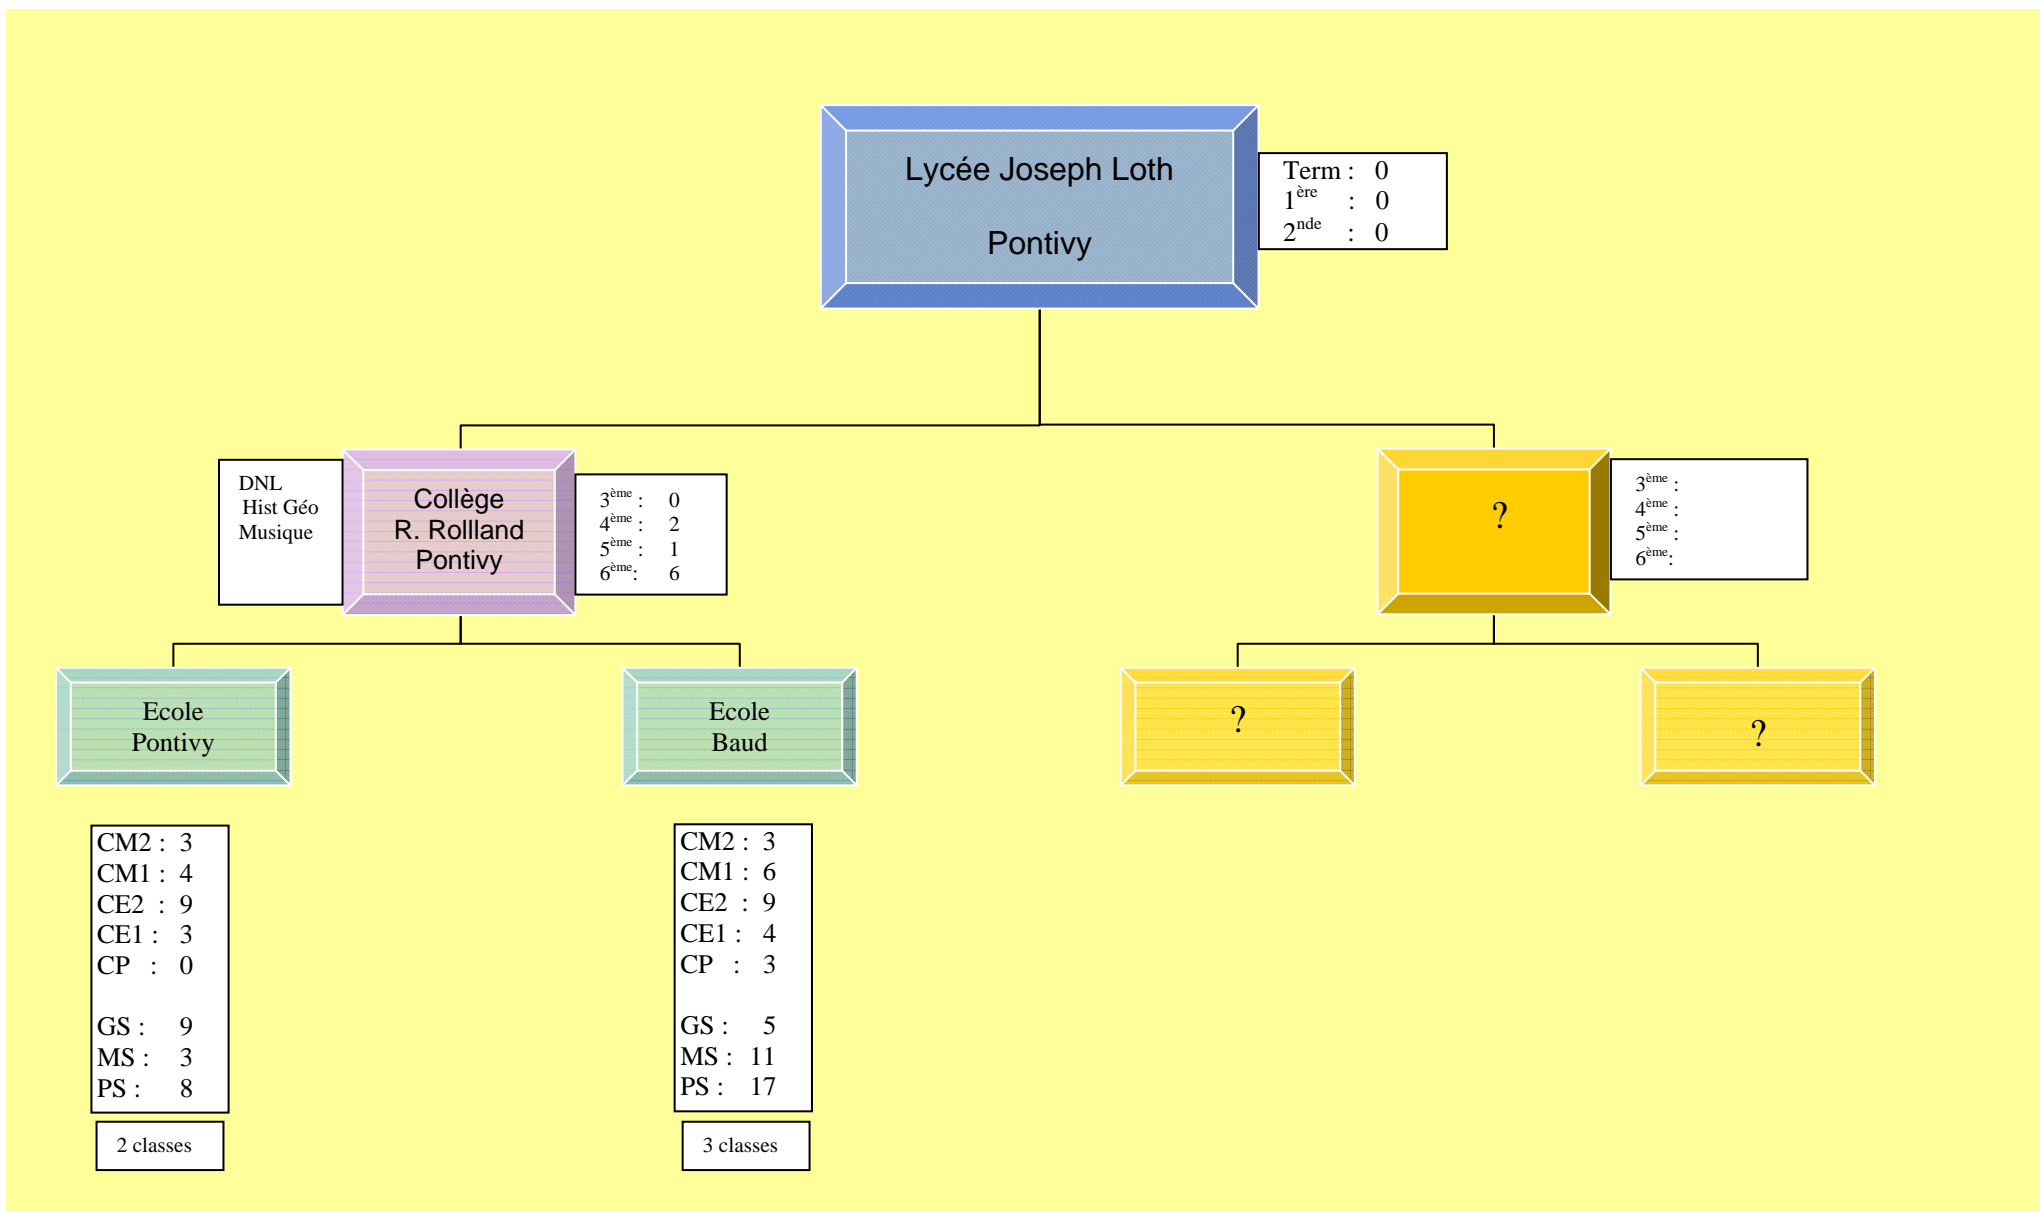 Lycée Joseph Loth
Pontivy
Term : 0
1ère : 0
2nde : 0
DNL
Hist Géo
Musique
Collège
R. Rollland
Pontivy
3ème : 0
4ème : 2
5ème : 1
6ème: 6
?
3ème :
4ème :
5ème :
6ème:
Ecole
Pontivy
Ecole
Baud
?
?
CM2 : 3
CM1 : 4
CE2 : 9
CE1 : 3
CP : 0
GS : 9
MS : 3
PS : 8
2 classes
CM2 : 3
CM1 : 6
CE2 : 9
CE1 : 4
CP : 3
GS : 5
MS : 11
PS : 17
3 classes